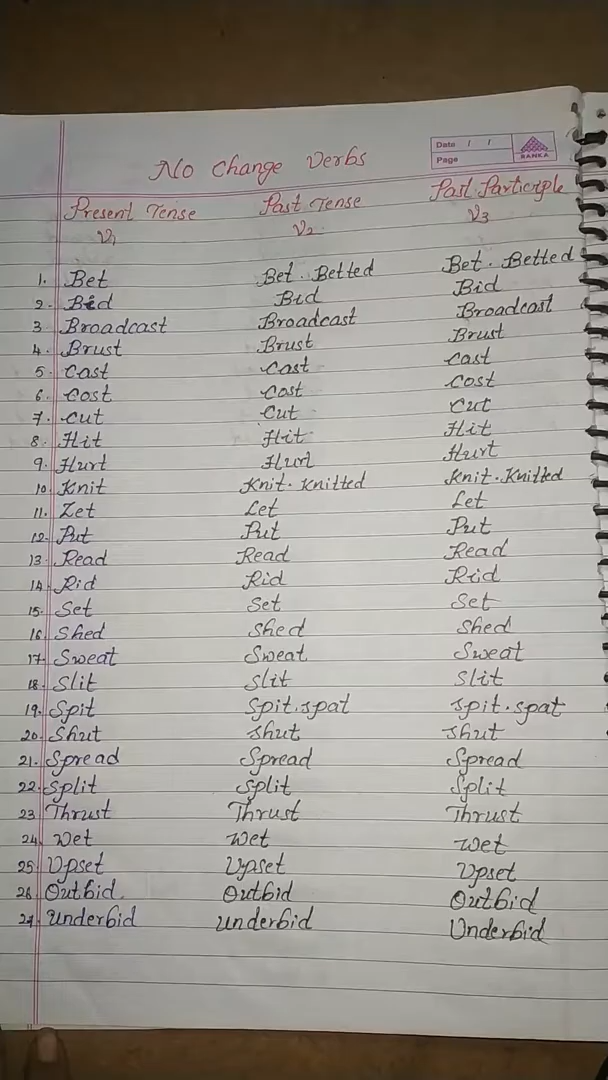 Date / /
Page
RANKA
No Change Verbs
Present Tense Past Tense Past Participle
V1 V2 V3
1. Bet Bet. Betted Bet. Betted
2. Bid Bid Bid
3 Broadcast Broadcast Broadcast
4. Brust Brust Brust
5. Cast Cast Cast
6. Cost Cost Cost
7. Cut Cut Cut
8. Hit Hit Hit
9. Hurt Hurt Hurt
10. Knit Knit. Knitted Knit. Knitted
11. Let Let Let
12. Put Put Put
13. Read Read Read
14. Rid Rid Rid
15. Set Set Set
16. Shed Shed Shed
17. Sweat Sweat Sweat
18. Slit Slit Slit
19. Spit Spit. spat Spit. spat
20. Shut Shut Shut
21. Spread Spread Spread
22. Split Split Split
23 Thrust Thrust Thrust
24. Wet Wet Wet
25. Upset Upset Upset
26. Outbid. Outbid Outbid
27. Underbid Underbid Underbid